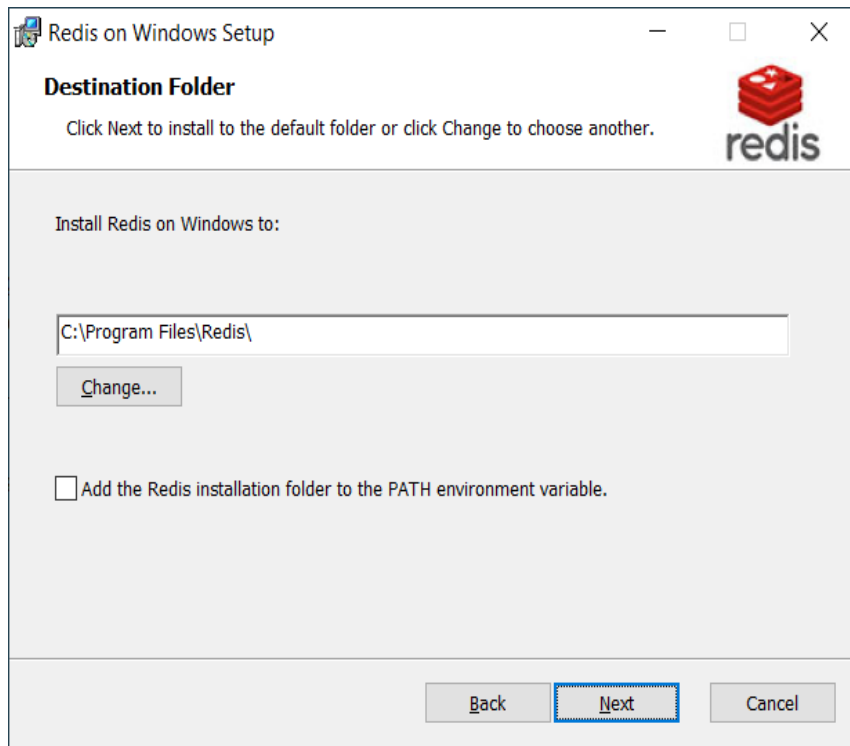 Redis on Windows Setup
Destination Folder
Click Next to install to the default folder or click Change to choose another.
redis
Install Redis on Windows to:
C:\Program Files\Redis\
Change...
Add the Redis installation folder to the PATH environment variable.
Back Next Cancel